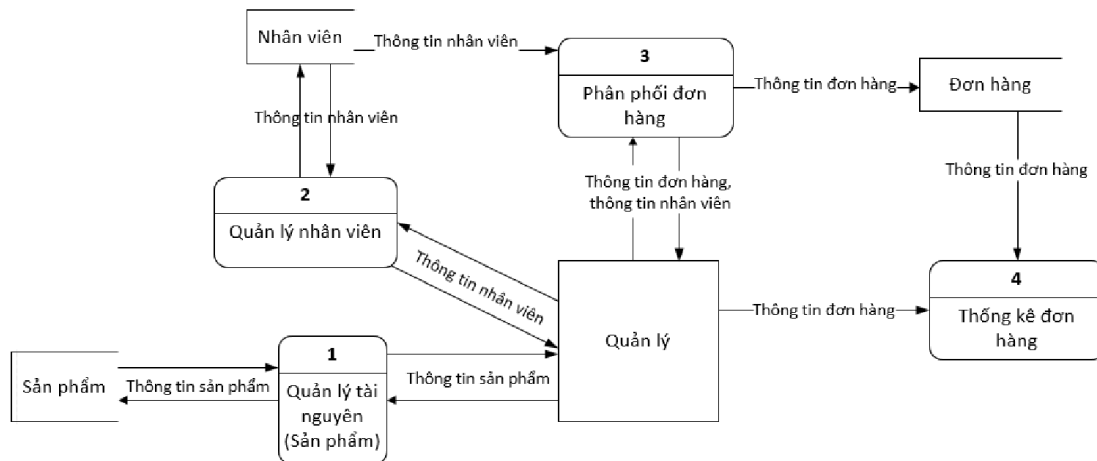 Nhân viên
Thông tin nhân viên
3
Phân phối đơn
hàng
Thông tin đơn hàng
Đơn hàng
Thông tin nhân viên
Thông tin đơn hàng,
thông tin nhân viên
Thông tin đơn hàng
2
Quản lý nhân viên
Thông tin nhân viên
Quản lý
Thông tin đơn hàng
4
Thống kê đơn
hàng
Sản phẩm
Thông tin sản phẩm
1
Quản lý tài
nguyên
(Sản phẩm)
Thông tin sản phẩm